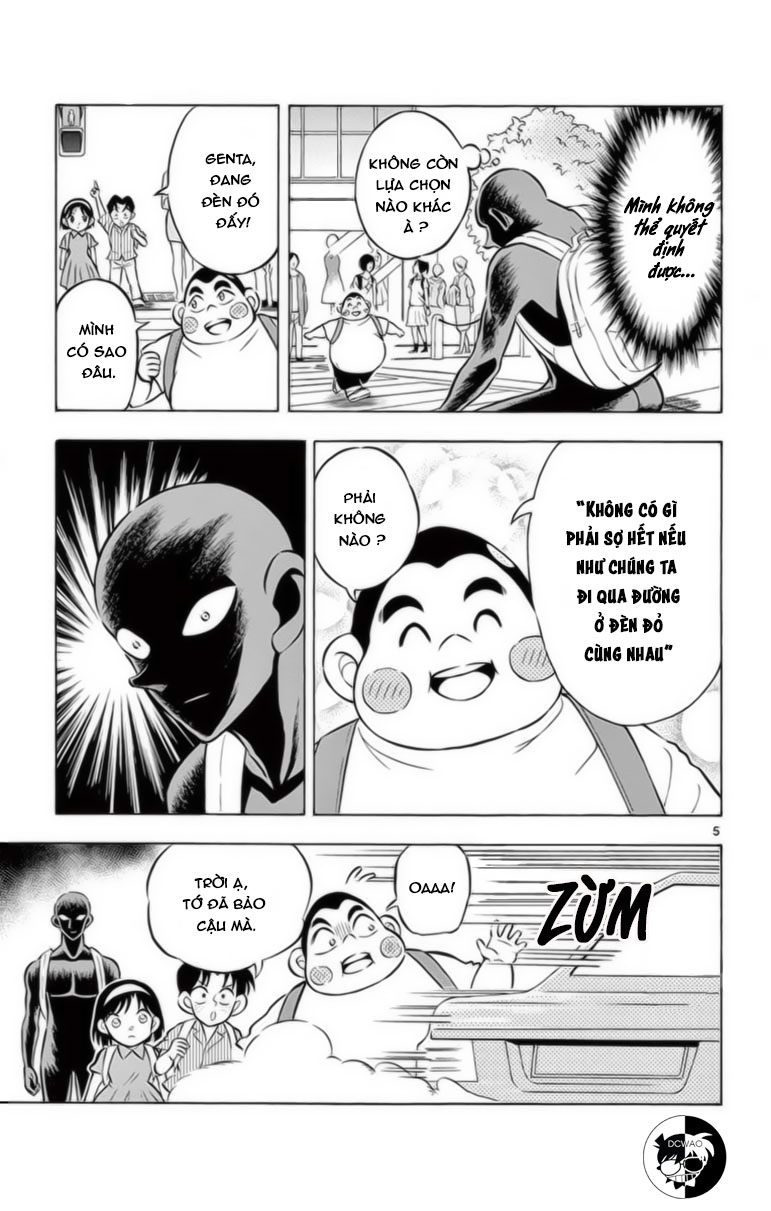 Mình không
thể quyết
định
được...
KHÔNG CÒN
LỰA CHỌN
NÀO KHÁC
À ?
GENTA,
ĐANG
ĐÈN ĐỎ
ĐẤY!
MÌNH
CÓ SAO
ĐÂU.
"KHÔNG CÓ GÌ
PHẢI SỢ HẾT NẾU
NHƯ CHÚNG TA
ĐI QUA ĐƯỜNG
Ở ĐÈN ĐỎ
CÙNG NHAU"
PHẢI
KHÔNG
NÀO ?
5
ZỪM
OAAA!
TRỜI Ạ,
TỚ ĐÃ BẢO
CẬU MÀ.
DCWAO